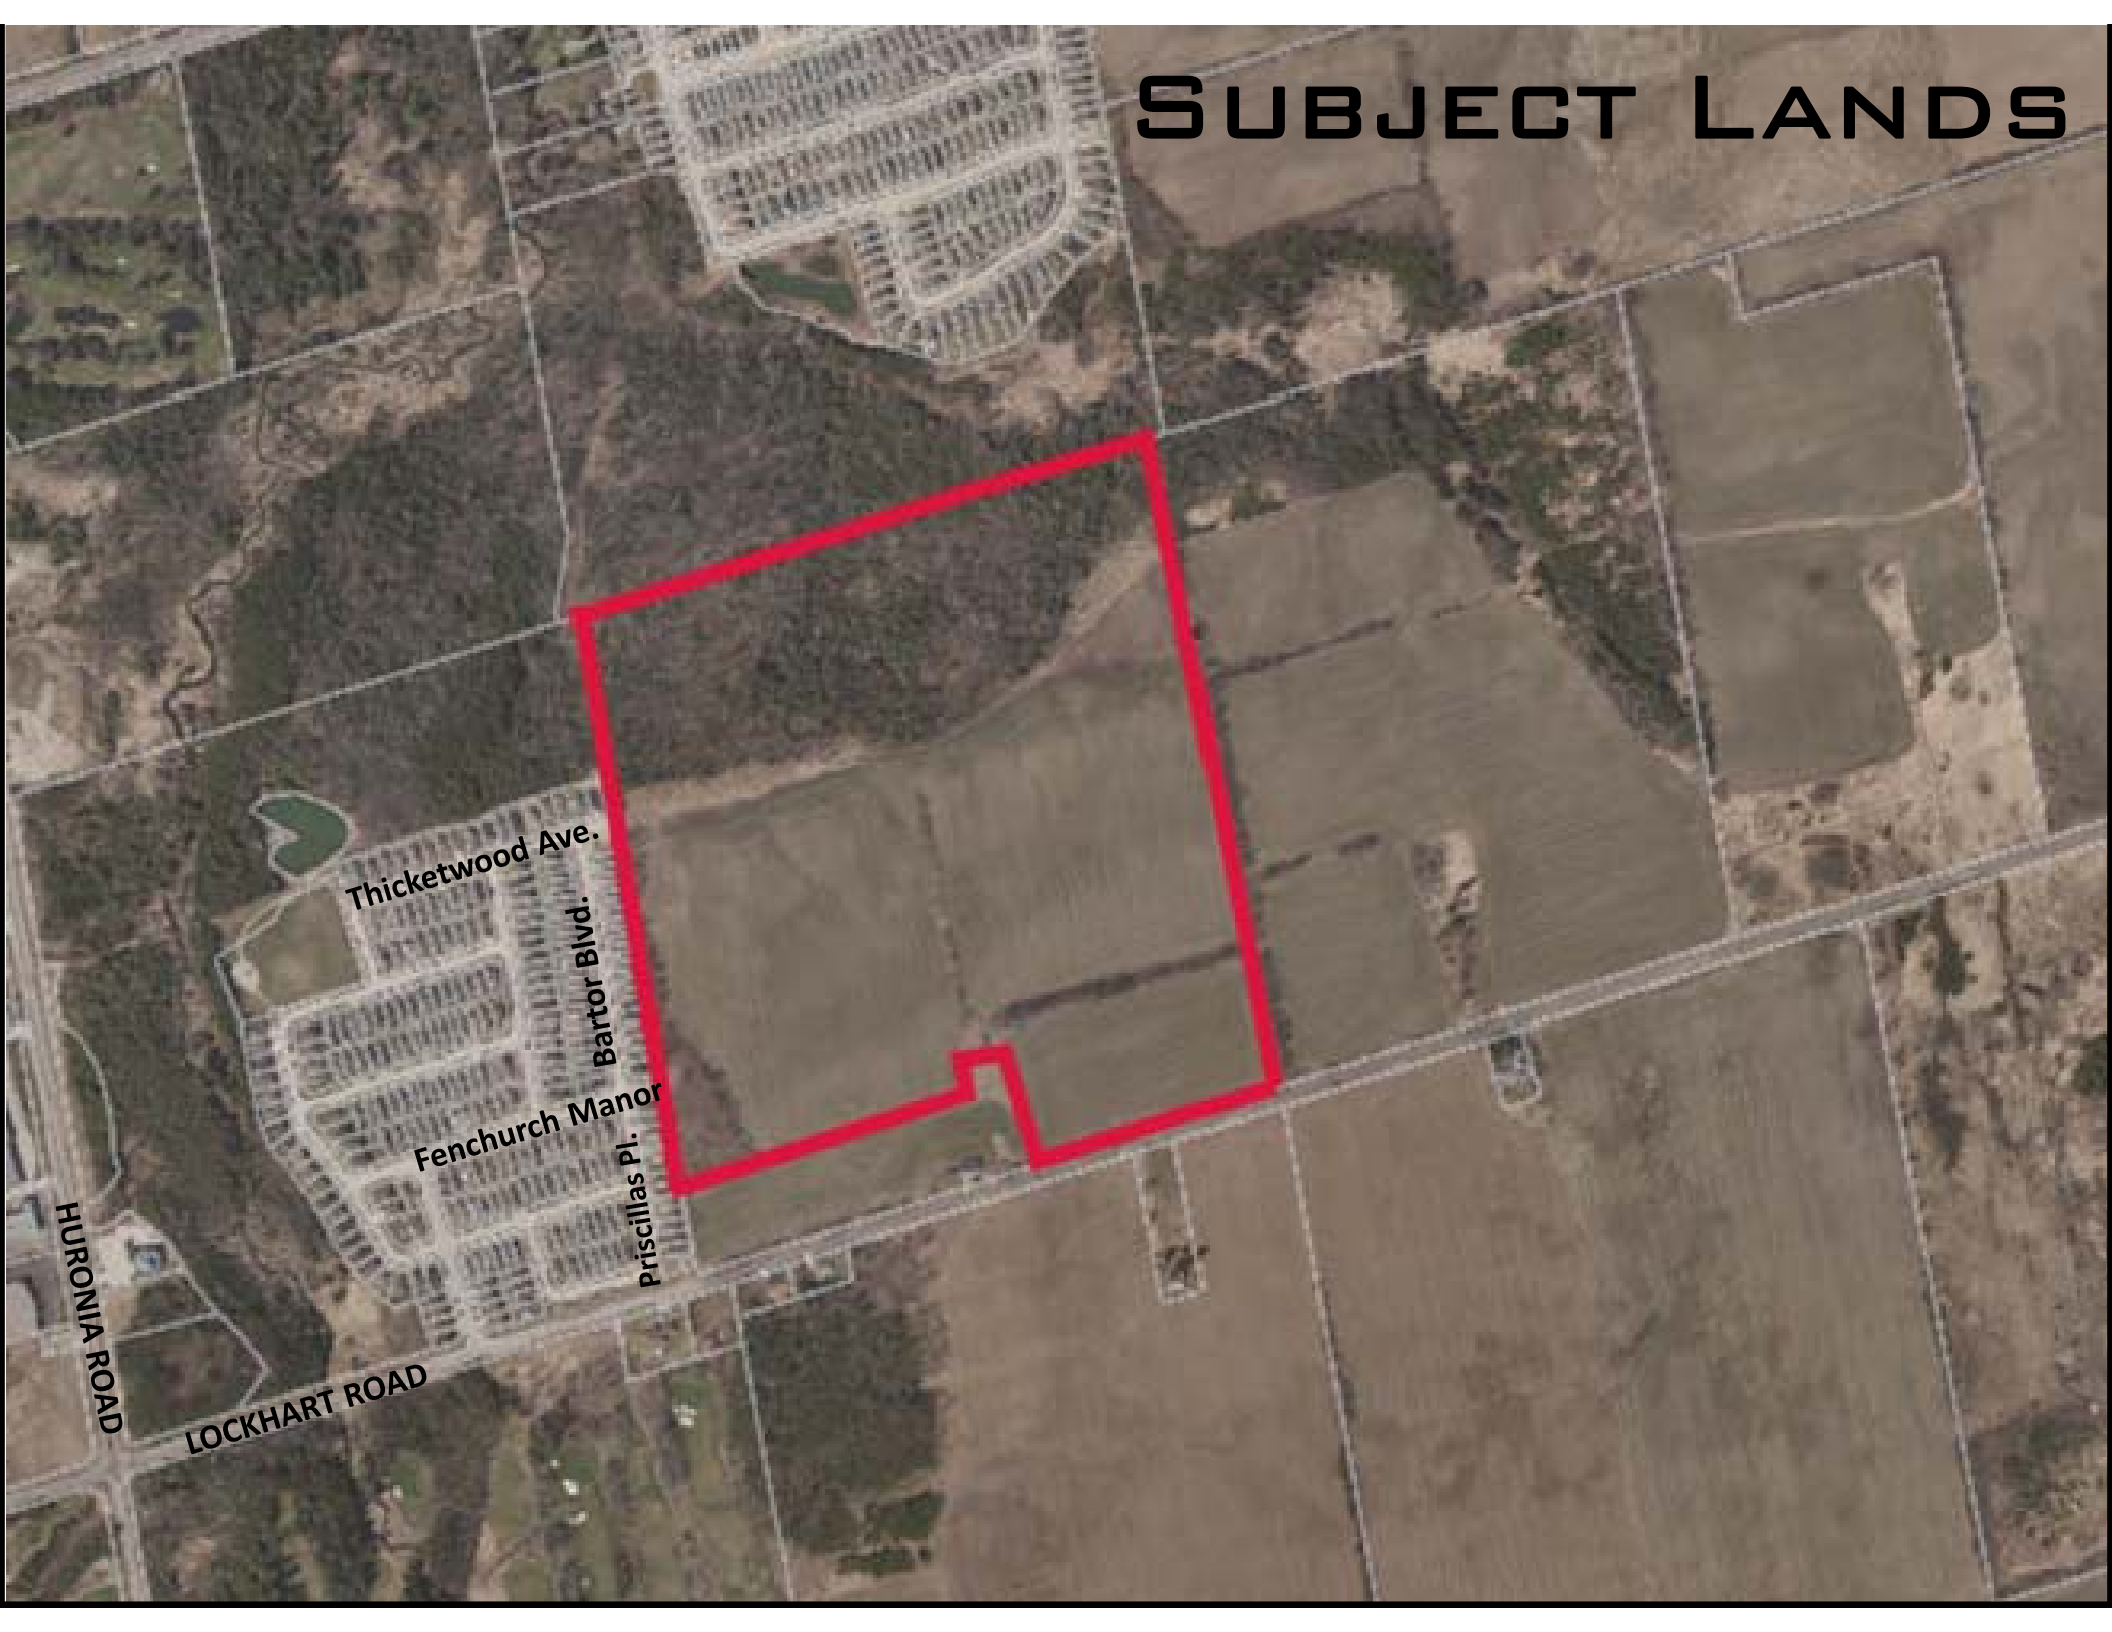 SUBJECT LANDS
Thicketwood Ave.
Bartor Blvd.
Fenchurch Manor
Priscillas Pl.
HURONIA ROAD
LOCKHART ROAD